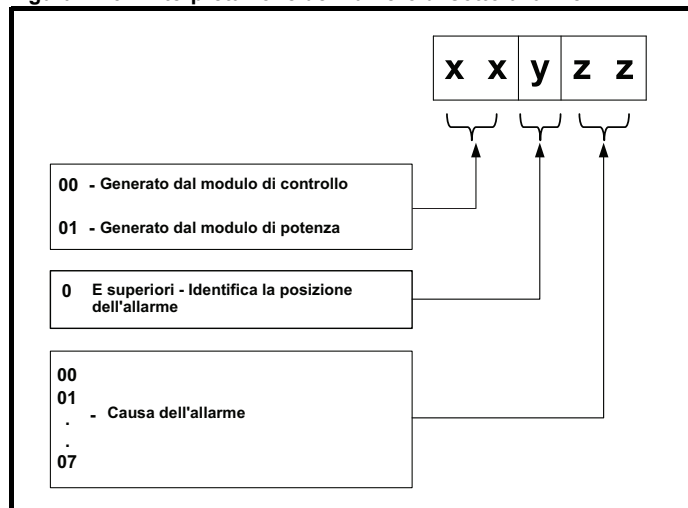 x x y z z
00 - Generato dal modulo di controllo
01 - Generato dal modulo di potenza
0 E superiori - Identifica la posizione
dell'allarme
00
01
.
- Causa dell'allarme
.
07